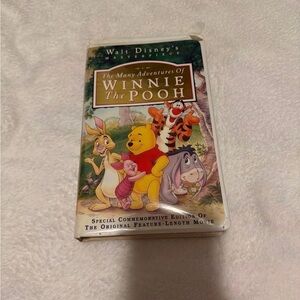 Walt Disney's
MASTERPIECE
The Many Adventures Of
WINNIE
The POOH
SPECIAL COMMEMORATIVE EDITION OF
THE ORIGINAL FEATURE-LENGTH MOVIE